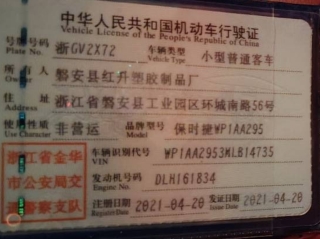 中华人民共和国机动车行驶证
Vehicle License of the People's Republic of China
号牌号码 浙GV2X72 车辆类型 小型普通客车
Plate No. Vehicle Type
所有人 磐安县红升塑胶制品厂
Owner
住址 浙江省磐安县工业园区环城南路56号
Address
使用性质 非营运 品牌型号 保时捷WP1AA295
Use Character Model
浙江省金华 车辆识别代号 WP1AA2953MLB14735
VIN
市公安局交 发动机号码 DLH161834
Engine No.
通警察支队 注册日期 2021-04-20 发证日期 2021-04-20
Register Date Issue Date